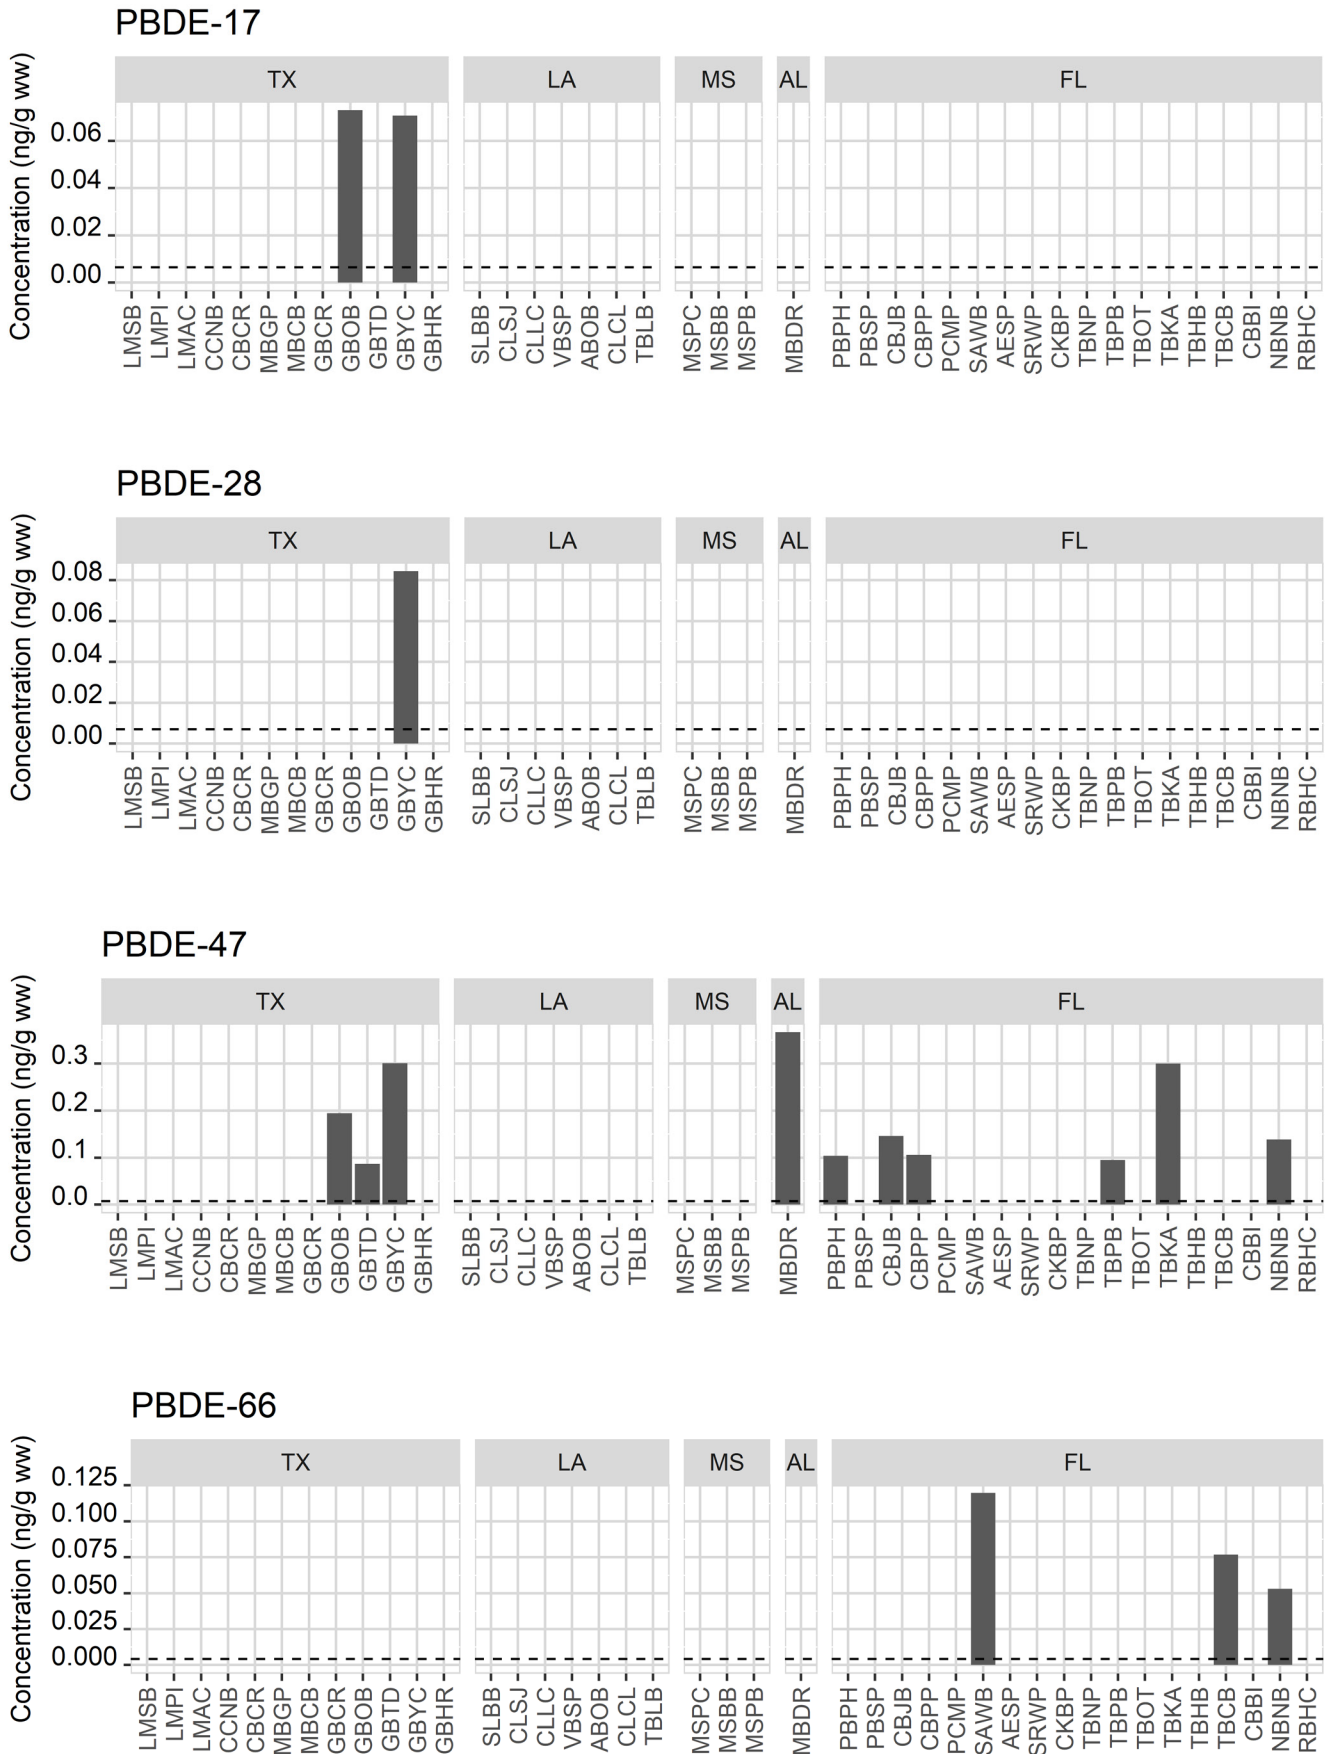 PBDE-17
Concentration (ng/g ww)
TX LA MS AL FL
0.06
0.04
0.02
0.00
LMSB LMPI LMAC CCNB CBCR MBGP MBCB GBCR GBOB GBTD GBYC GBHR SLBB CLSJ CLLC VBSP ABOB CLCL TBLB MSPC MSBB MSPB MBDR PBPH PBSP CBJB CBPP PCMP SAWB AESP SRWP CKBP TBNP TBPB TBOT TBKA TBHB TBCB CBBI NBNB RBHC
PBDE-28
Concentration (ng/g ww)
TX LA MS AL FL
0.08
0.06
0.04
0.02
0.00
LMSB LMPI LMAC CCNB CBCR MBGP MBCB GBCR GBOB GBTD GBYC GBHR SLBB CLSJ CLLC VBSP ABOB CLCL TBLB MSPC MSBB MSPB MBDR PBPH PBSP CBJB CBPP PCMP SAWB AESP SRWP CKBP TBNP TBPB TBOT TBKA TBHB TBCB CBBI NBNB RBHC
PBDE-47
Concentration (ng/g ww)
TX LA MS AL FL
0.3
0.2
0.1
0.0
LMSB LMPI LMAC CCNB CBCR MBGP MBCB GBCR GBOB GBTD GBYC GBHR SLBB CLSJ CLLC VBSP ABOB CLCL TBLB MSPC MSBB MSPB MBDR PBPH PBSP CBJB CBPP PCMP SAWB AESP SRWP CKBP TBNP TBPB TBOT TBKA TBHB TBCB CBBI NBNB RBHC
PBDE-66
Concentration (ng/g ww)
TX LA MS AL FL
0.125
0.100
0.075
0.050
0.025
0.000
LMSB LMPI LMAC CCNB CBCR MBGP MBCB GBCR GBOB GBTD GBYC GBHR SLBB CLSJ CLLC VBSP ABOB CLCL TBLB MSPC MSBB MSPB MBDR PBPH PBSP CBJB CBPP PCMP SAWB AESP SRWP CKBP TBNP TBPB TBOT TBKA TBHB TBCB CBBI NBNB RBHC